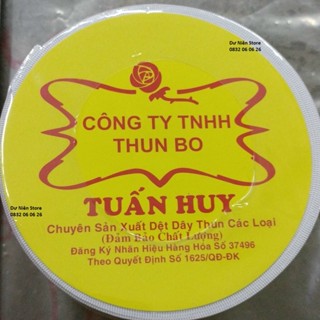 Dư Niên Store
0832 06 06 26
CÔNG TY TNHH
THUN BO
Dư Niên Store
0832 06 06 26
TUẤN HUY
Chuyên Sản Xuất Dệt Dây Thun Các Loại
(Đảm Bảo Chất Lượng)
Đăng Ký Nhãn Hiệu Hàng Hóa Số 37496
Theo Quyết Định Số 1625/QĐ-ĐK